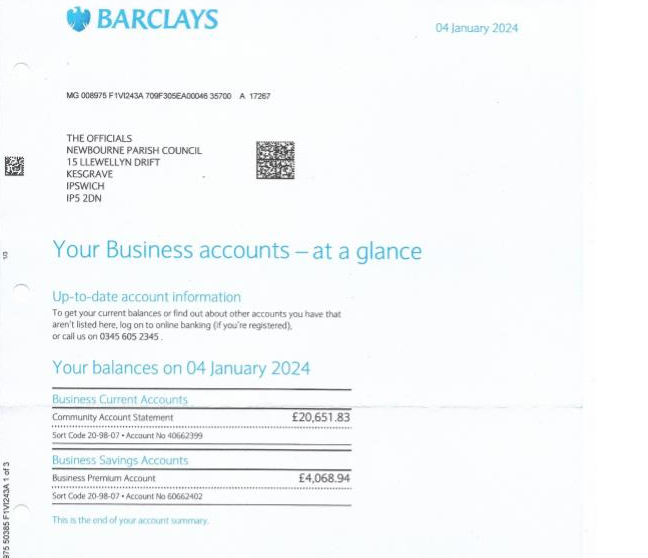 BARCLAYS
04 January 2024
MG 008975 F1VI243A 709F305EA00046 35700 A 17267
THE OFFICIALS
NEWBOURNE PARISH COUNCIL
15 LLEWELLYN DRIFT
KESGRAVE
IPSWICH
IP5 2DN
Your Business accounts – at a glance
Up-to-date account information
To get your current balances or find out about other accounts you have that
aren't listed here, log on to online banking (if you're registered),
or call us on 0345 605 2345 .
Your balances on 04 January 2024
Business Current Accounts
Community Account Statement £20,651.83
Sort Code 20-98-07 • Account No 40662399
Business Savings Accounts
Business Premium Account £4,068.94
Sort Code 20-98-07 • Account No 60662402
This is the end of your account summary.
975 50385 F1VI243A 1 of 3